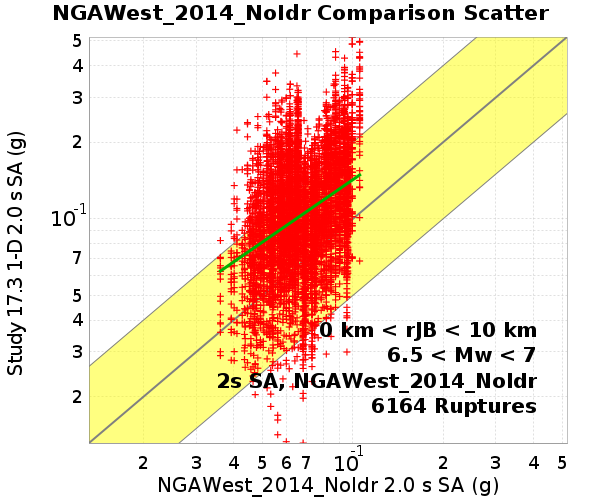 NGAWest_2014_NoIdr Comparison Scatter
5
4
3
2
10-1
7
5
4
3
2
Study 17.3 1-D 2.0 s SA (g)
0 km < rJB < 10 km
6.5 < Mw < 7
2s SA, NGAWest_2014_NoIdr
6164 Ruptures
2 3 4 5 6 7 10-1 2 3 4 5
NGAWest_2014_NoIdr 2.0 s SA (g)